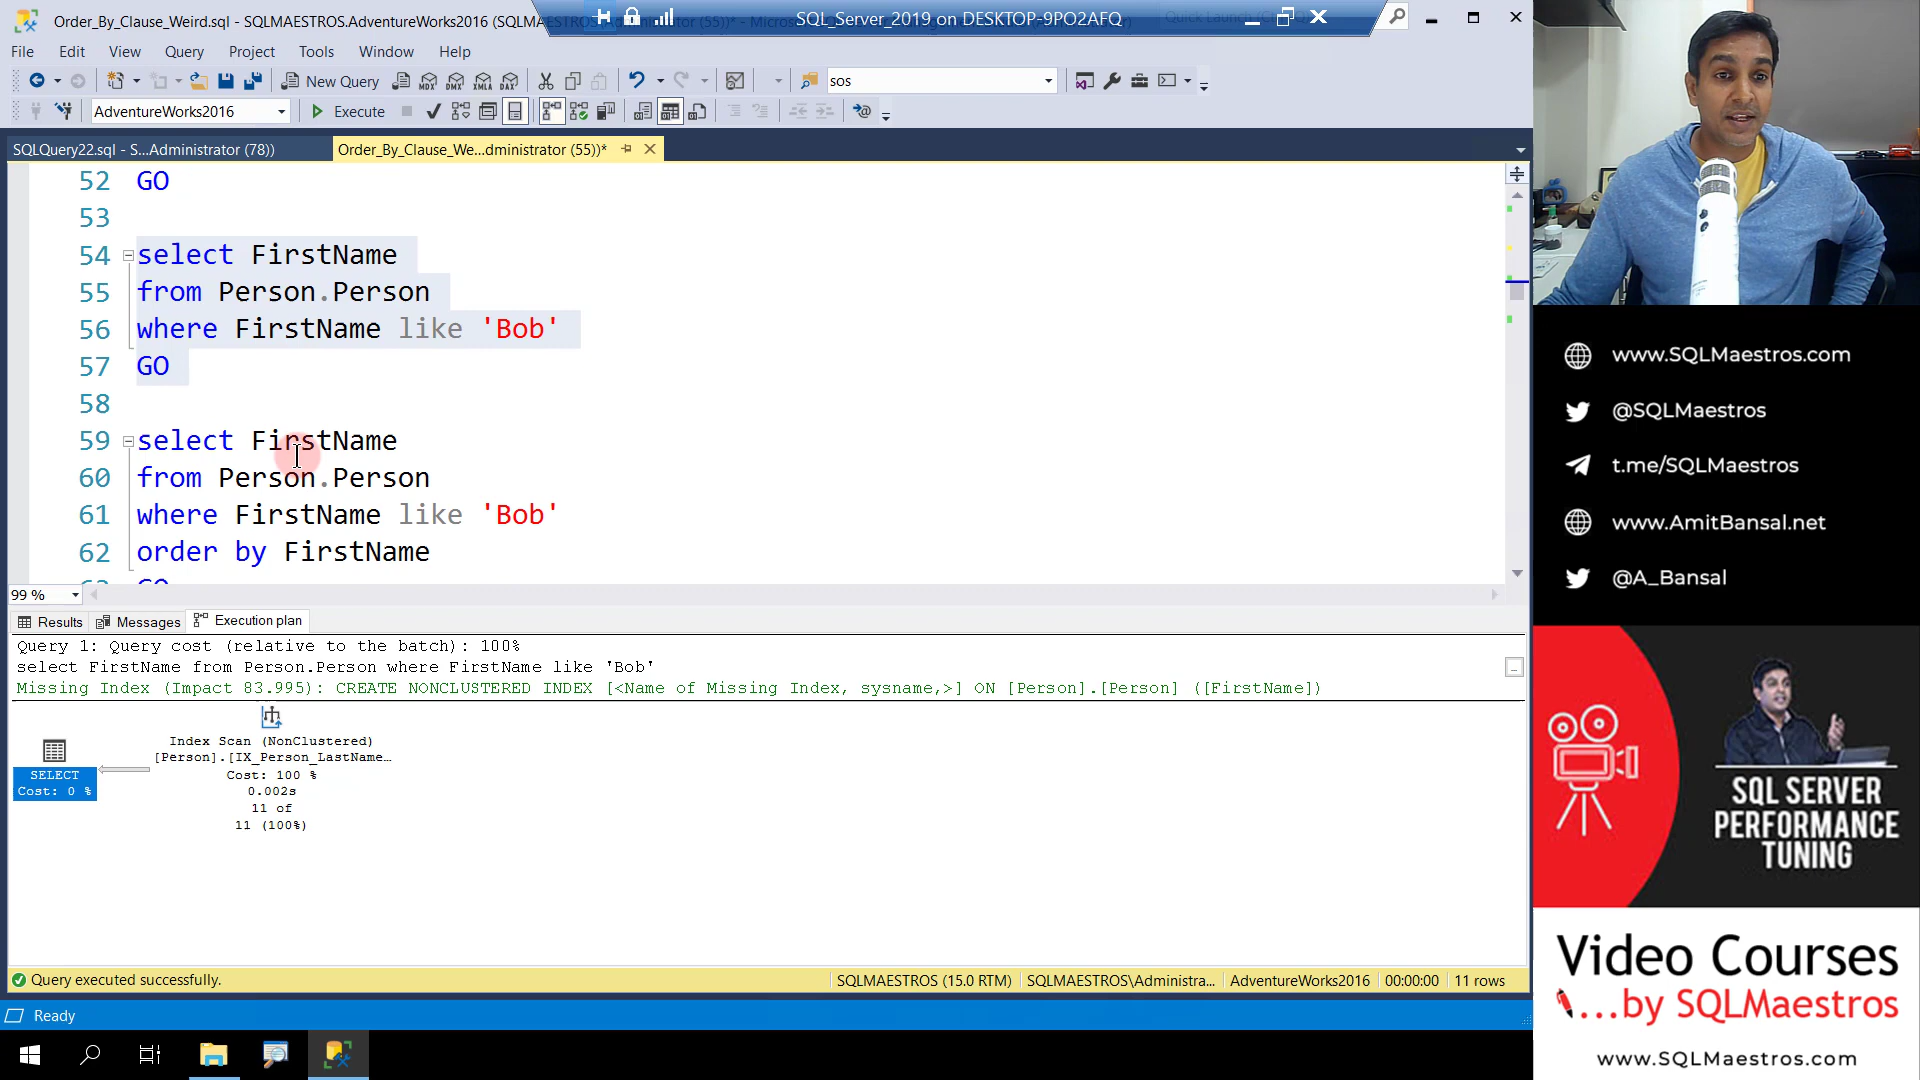 Order_By_Clause_Weird.sql - SQLMAESTROS.AdventureWorks2016 (SQLMAESTROS\Administrator (55))* - Microsoft
SQL_Server_2019 on DESKTOP-9PO2AFQ
File Edit View Query Project Tools Window Help
New Query
sos
AdventureWorks2016
Execute
SQLQuery22.sql - S...Administrator (78))
Order_By_Clause_We...dministrator (55))*
52 GO
53
54 select FirstName
55 from Person.Person
56 where FirstName like 'Bob'
57 GO
58
59 select FirstName
60 from Person.Person
61 where FirstName like 'Bob'
62 order by FirstName
63 GO
99 %
Results Messages Execution plan
Query 1: Query cost (relative to the batch): 100%
select FirstName from Person.Person where FirstName like 'Bob'
Missing Index (Impact 83.995): CREATE NONCLUSTERED INDEX [<Name of Missing Index, sysname,>] ON [Person].[Person] ([FirstName])
SELECT
Cost: 0 %
Index Scan (NonClustered)
[Person].[IX_Person_LastName…
Cost: 100 %
0.002s
11 of
11 (100%)
Query executed successfully.
SQLMAESTROS (15.0 RTM)
SQLMAESTROS\Administra...
AdventureWorks2016
00:00:00
11 rows
Ready
www.SQLMaestros.com
@SQLMaestros
t.me/SQLMaestros
www.AmitBansal.net
@A_Bansal
SQL SERVER
PERFORMANCE
TUNING
Video Courses
...by SQLMaestros
www.SQLMaestros.com